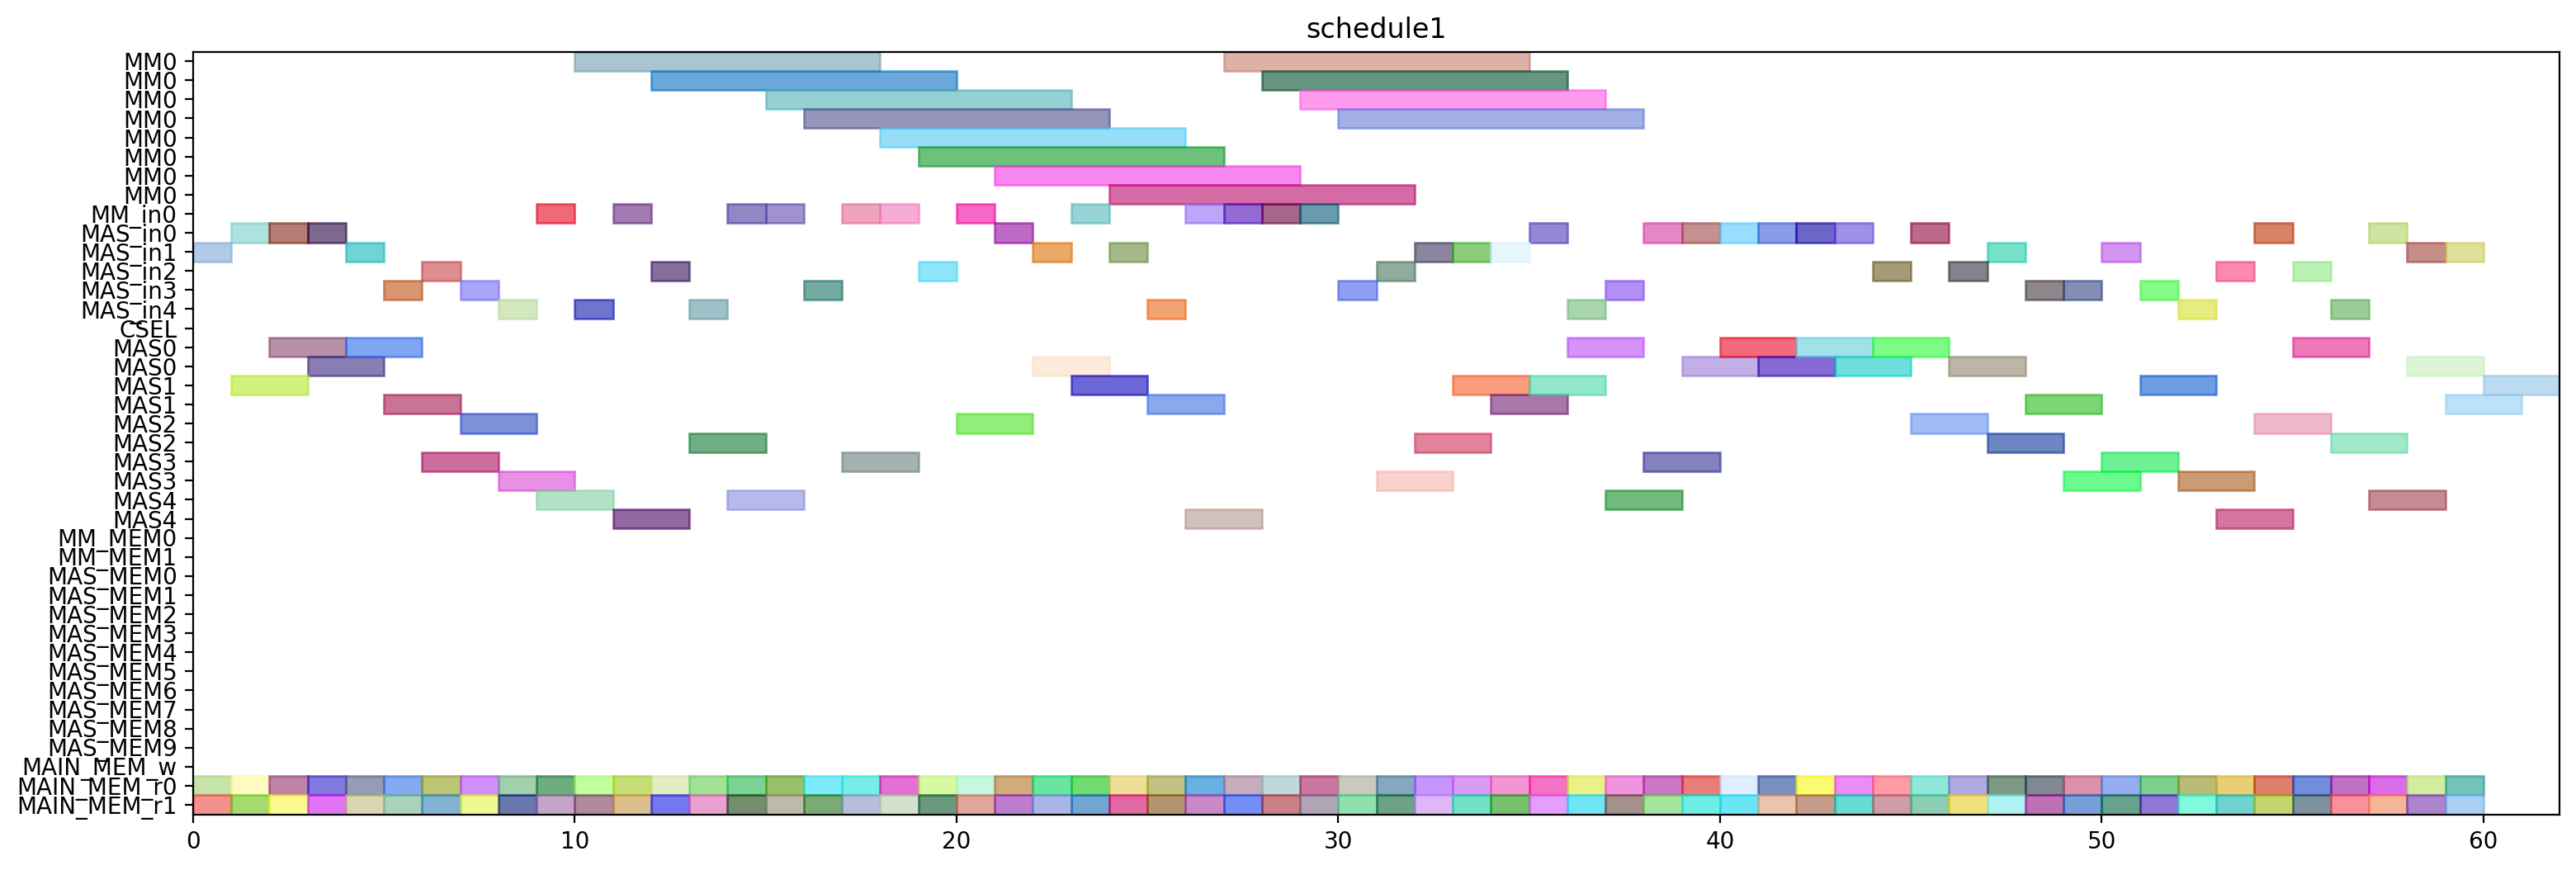 schedule1
MM0
MM0
MM0
MM0
MM0
MM0
MM0
MM0
MM_in0
MAS_in0
MAS_in1
MAS_in2
MAS_in3
MAS_in4
CSEL
MAS0
MAS0
MAS1
MAS1
MAS2
MAS2
MAS3
MAS3
MAS4
MAS4
MM_MEM0
MM_MEM1
MAS_MEM0
MAS_MEM1
MAS_MEM2
MAS_MEM3
MAS_MEM4
MAS_MEM5
MAS_MEM6
MAS_MEM7
MAS_MEM8
MAS_MEM9
MAIN_MEM_w
MAIN_MEM_r0
MAIN_MEM_r1
0 10 20 30 40 50 60